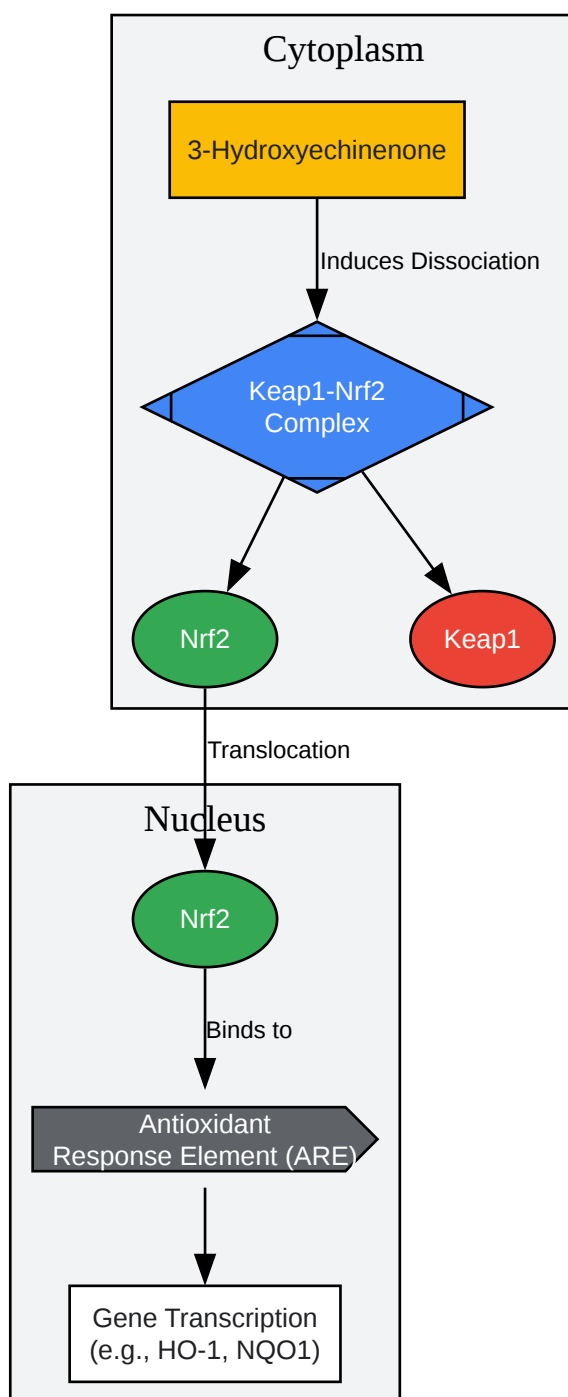 Cytoplasm
3-Hydroxyechinenone
Induces Dissociation
Keap1-Nrf2
Complex
Nrf2
Keap1
Translocation
Nucleus
Nrf2
Binds to
Antioxidant
Response Element (ARE)
Gene Transcription
(e.g., HO-1, NQO1)